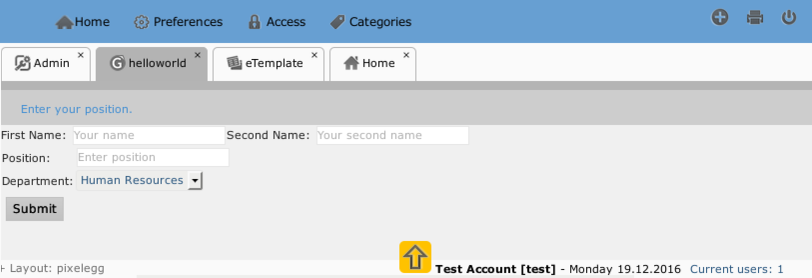 Home Preferences Access Categories
Admin × helloworld × eTemplate × Home ×
Enter your position.
First Name: Your name Second Name: Your second name
Position: Enter position
Department: Human Resources
Submit
+ Layout: pixelegg Test Account [test] - Monday 19.12.2016 Current users: 1